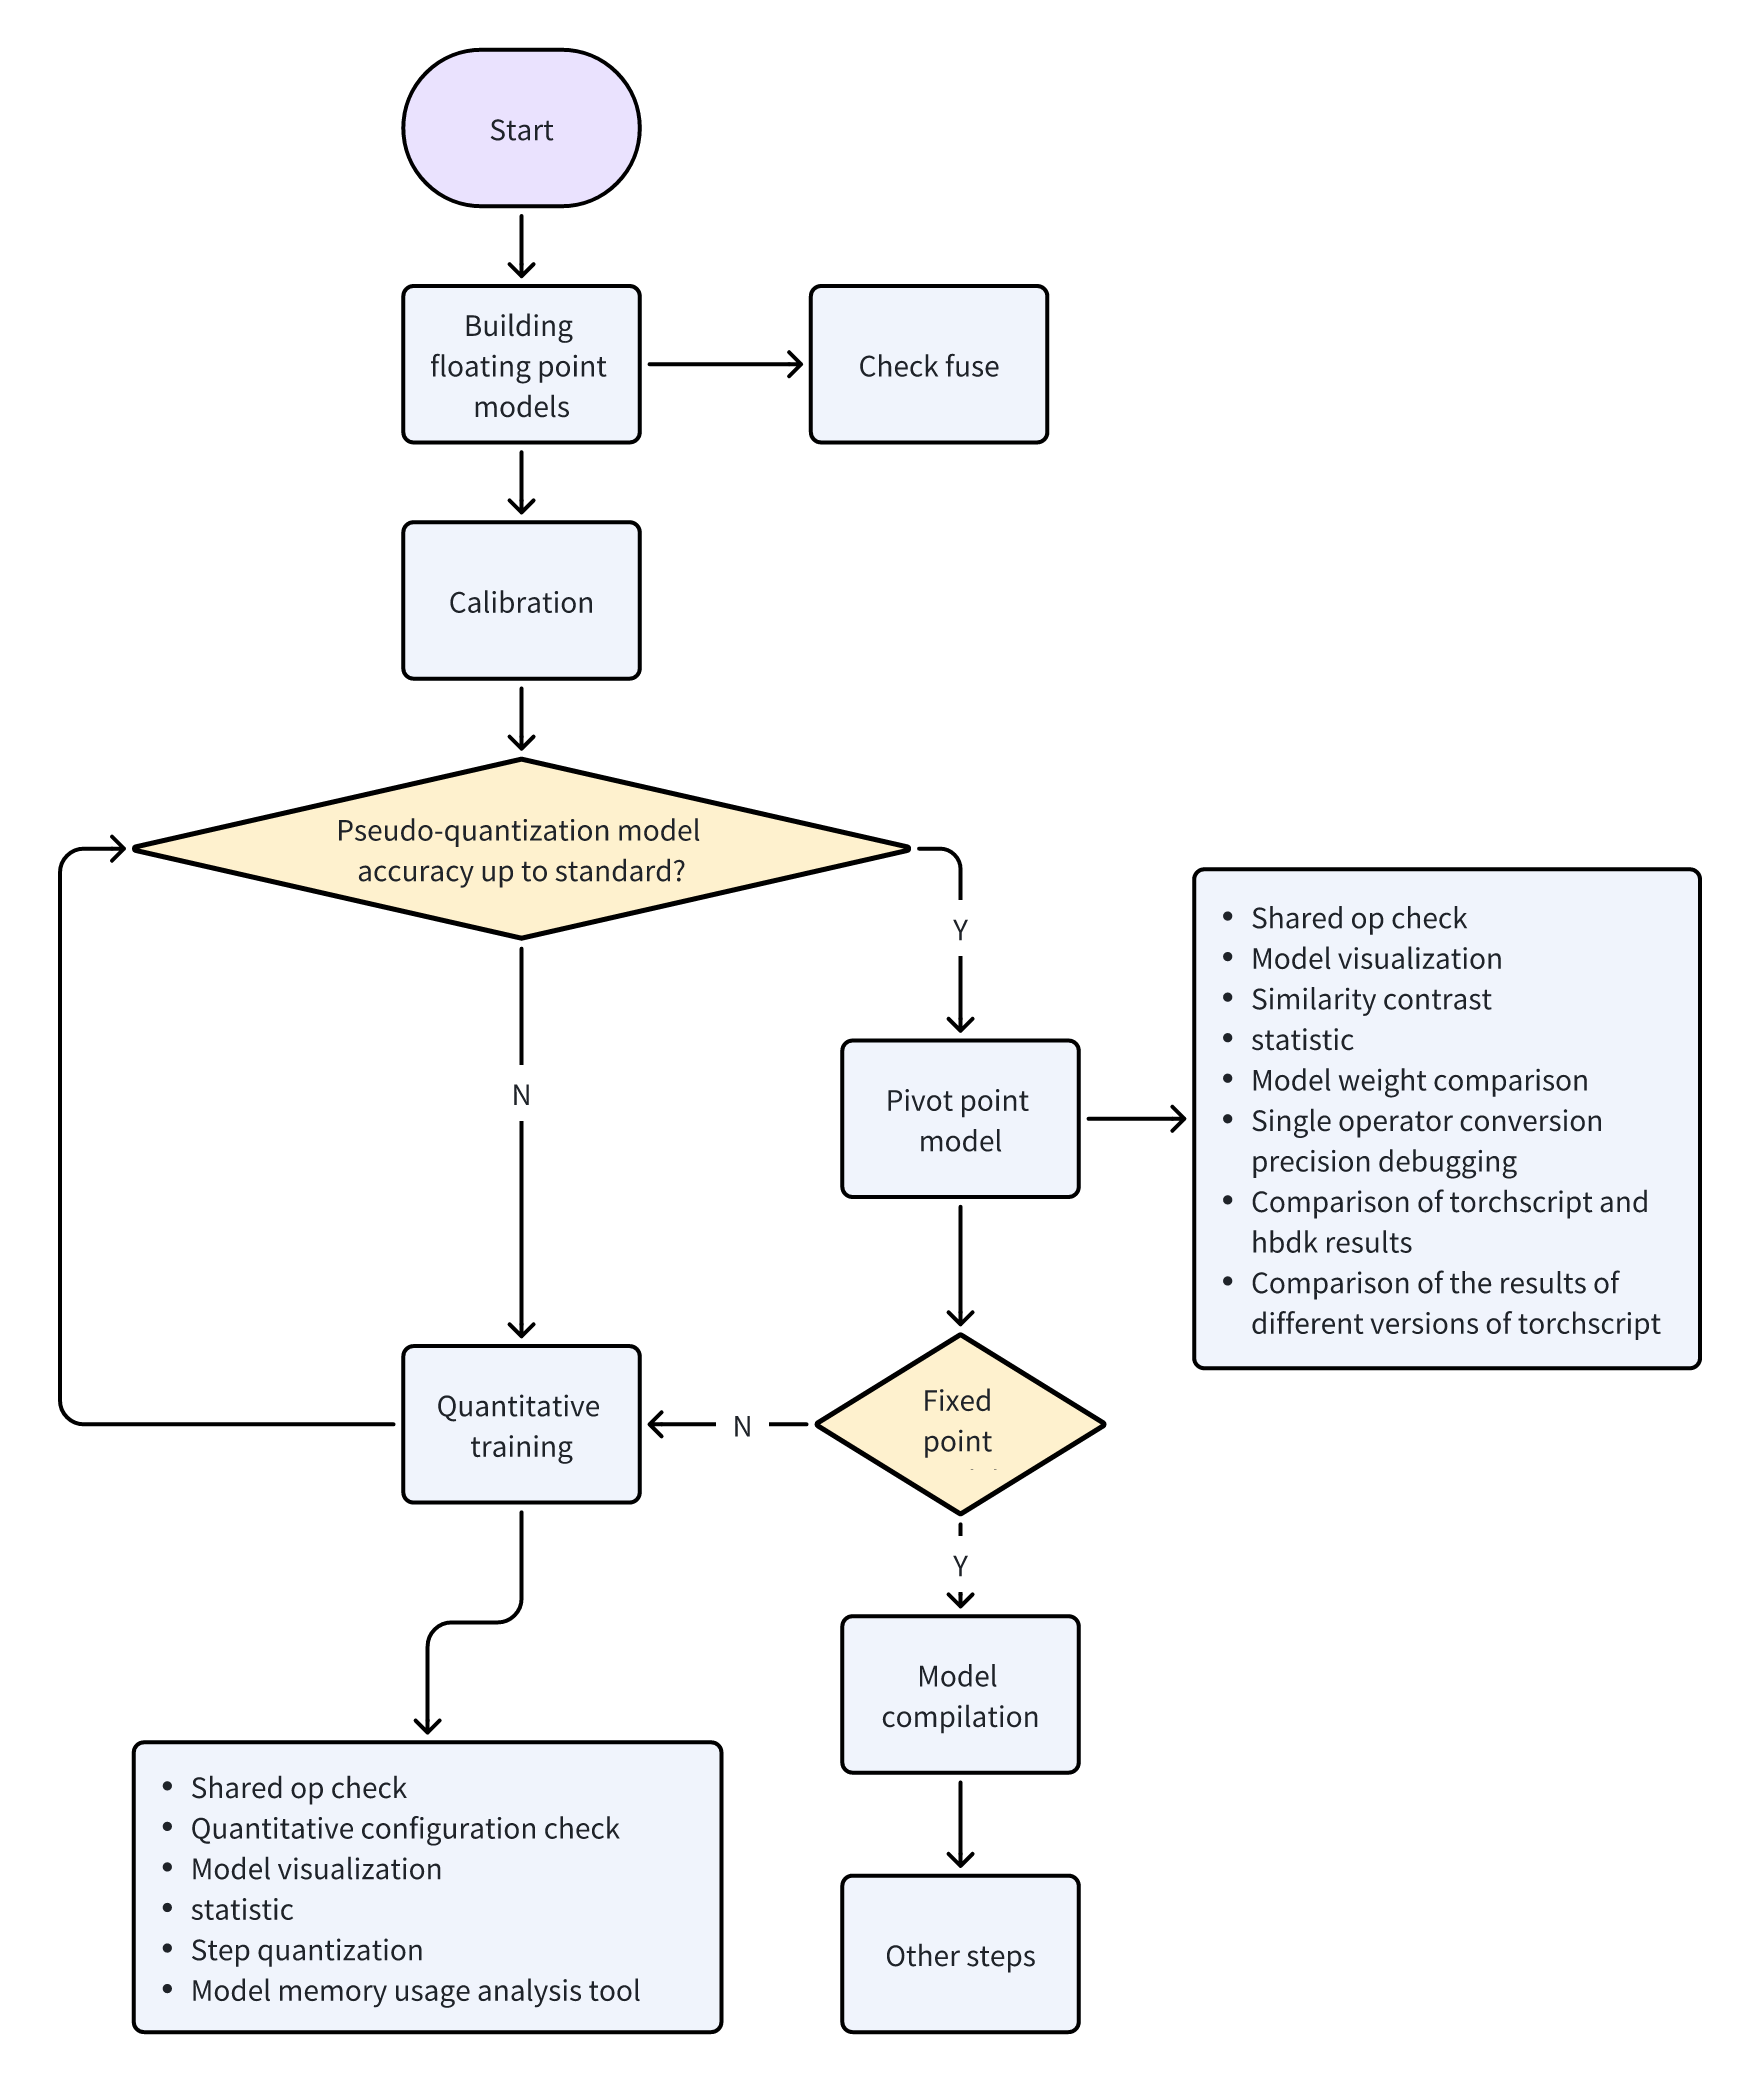 Start
Building
floating point
models
Check fuse
Calibration
Pseudo-quantization model
accuracy up to standard?
Y
N
Pivot point
model
• Shared op check
• Model visualization
• Similarity contrast
• statistic
• Model weight comparison
• Single operator conversion
precision debugging
• Comparison of torchscript and
hbdk results
• Comparison of the results of
different versions of torchscript
Quantitative
training
N
Fixed
point
Y
Model
compilation
• Shared op check
• Quantitative configuration check
• Model visualization
• statistic
• Step quantization
• Model memory usage analysis tool
Other steps